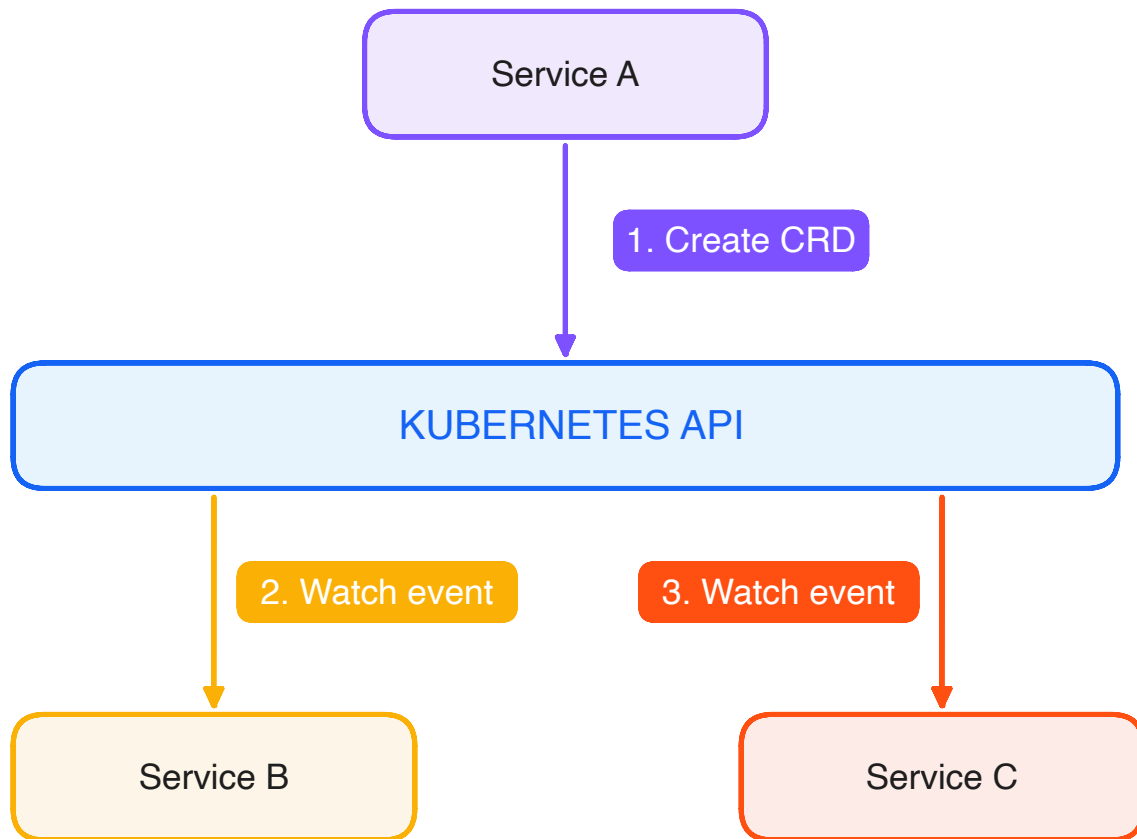 Service A
1. Create CRD
KUBERNETES API
2. Watch event
3. Watch event
Service B
Service C